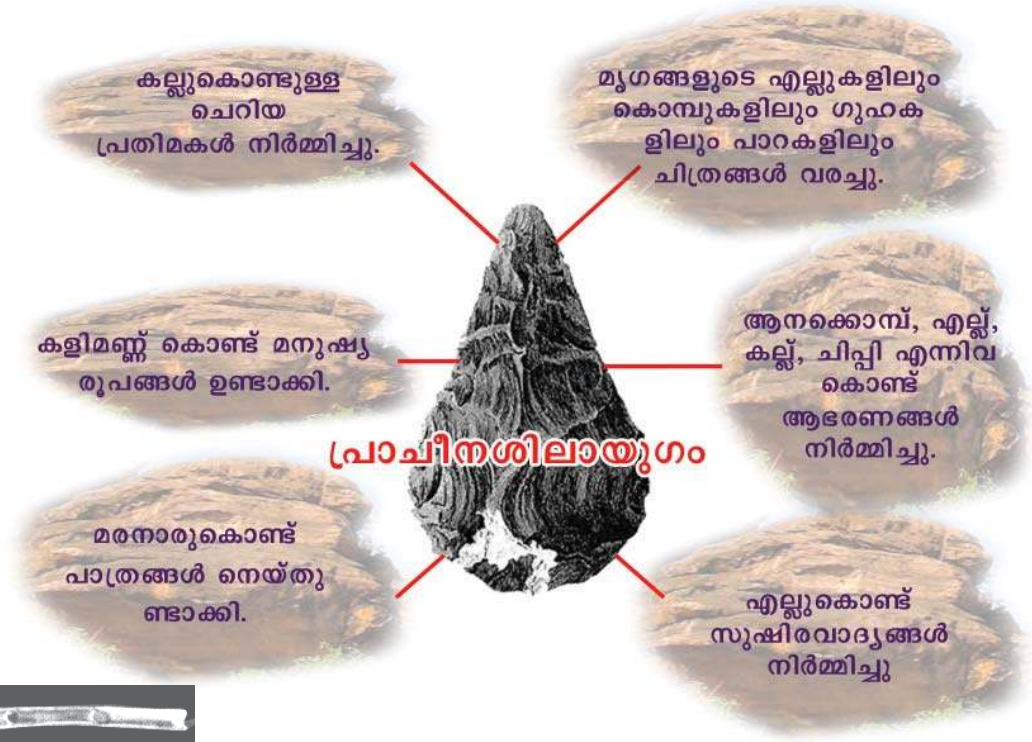 കല്ലുകൊണ്ടുള്ള
ചെറിയ
പ്രതിമകൾ നിർമ്മിച്ചു.
മൃഗങ്ങളുടെ എല്ലുകളിലും
കൊമ്പുകളിലും ഗുഹക
ളിലും പാറകളിലും
ചിത്രങ്ങൾ വരച്ചു.
കളിമണ്ണ് കൊണ്ട് മനുഷ്യ
രൂപങ്ങൾ ഉണ്ടാക്കി.
ആനക്കൊമ്പ്, എല്ല്,
കല്ല്, ചിപ്പി എന്നിവ
കൊണ്ട്
ആഭരണങ്ങൾ
നിർമ്മിച്ചു.
പ്രാചീനശിലായുഗം
മരനാരുകൊണ്ട്
പാത്രങ്ങൾ നെയ്തു
ണ്ടാക്കി.
എല്ലുകൊണ്ട്
സുഷിരവാദ്യങ്ങൾ
നിർമ്മിച്ചു